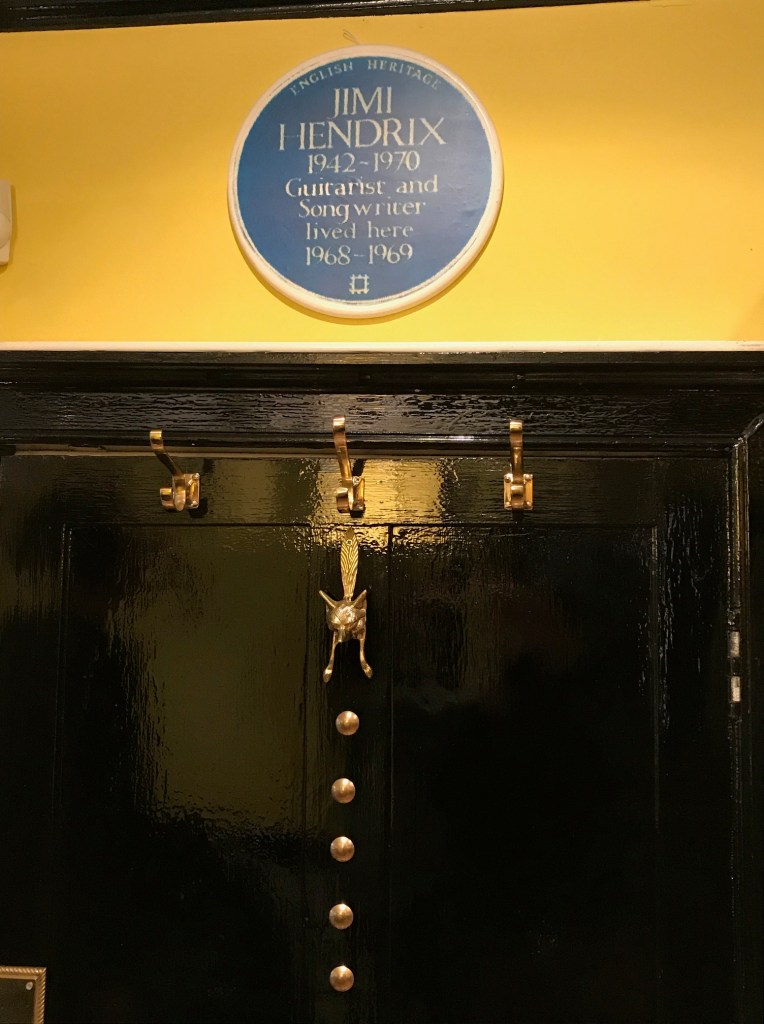 ENGLISH HERITAGE
JIMI
HENDRIX
1942-1970
Guitarist and
Songwriter
lived here
1968-1969